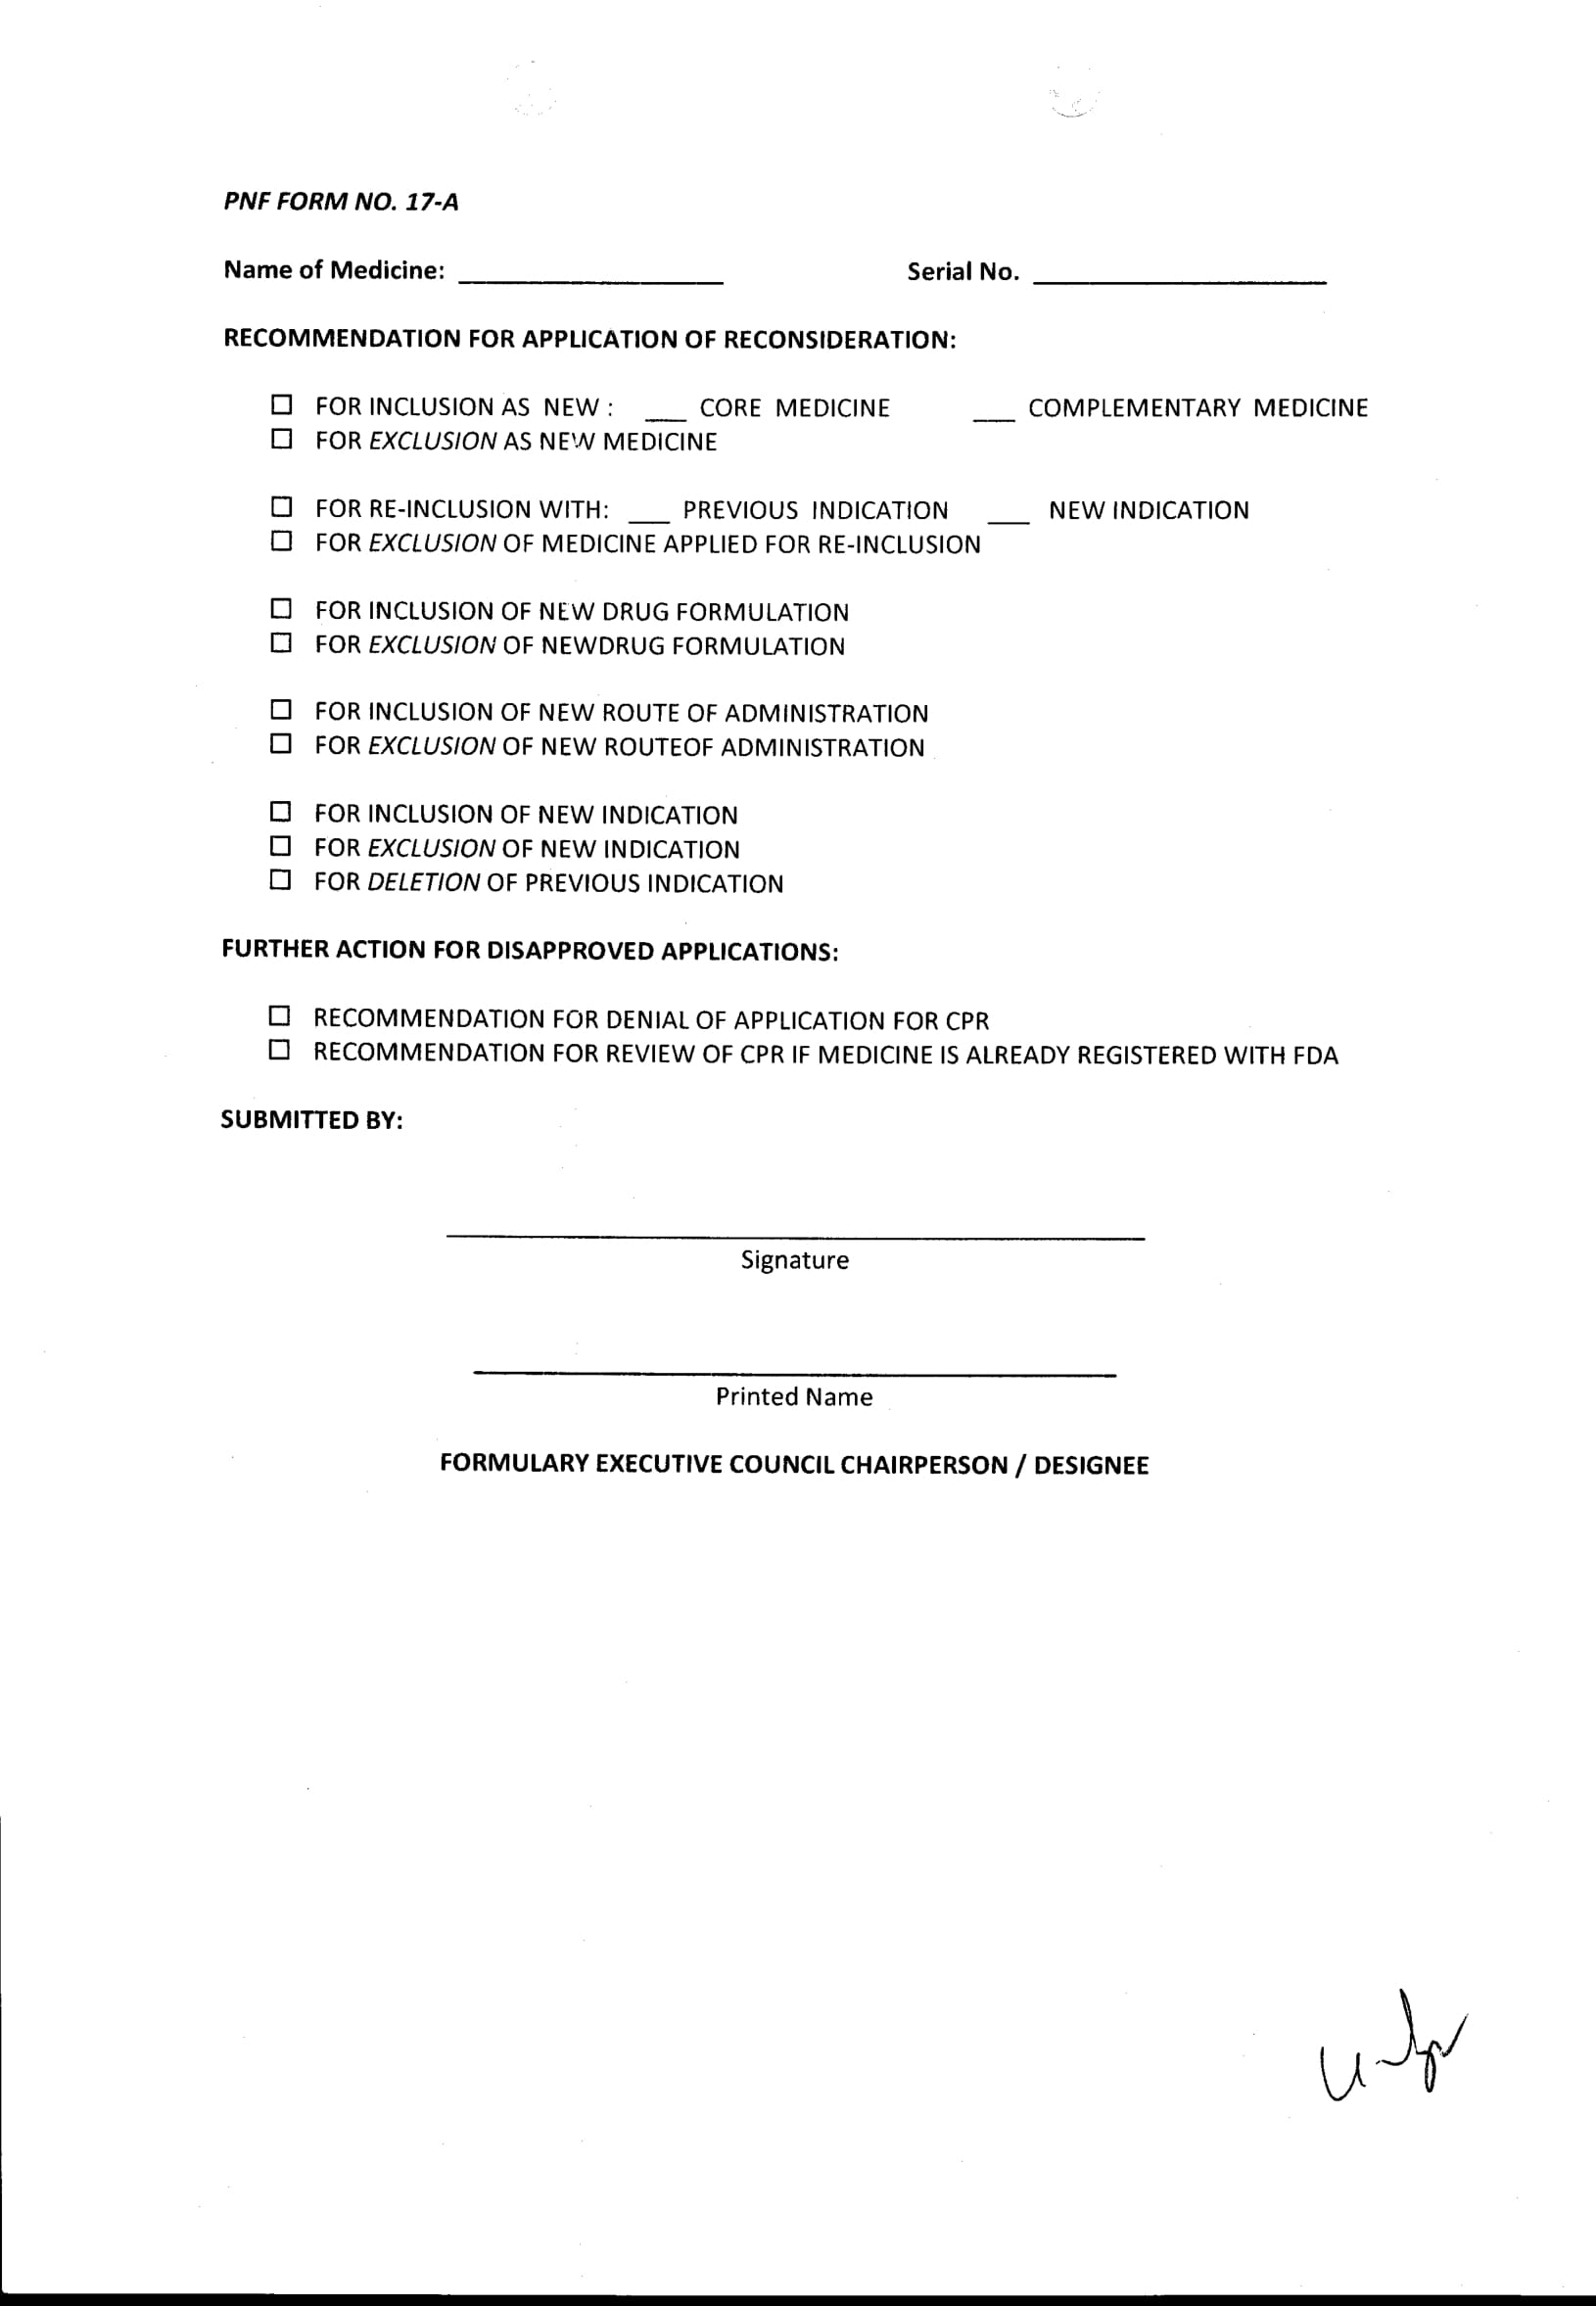 PNF FORM NO. 17-A
Name of Medicine: ____________________ Serial No. ____________________
RECOMMENDATION FOR APPLICATION OF RECONSIDERATION:
☐ FOR INCLUSION AS NEW : ___ CORE MEDICINE ___ COMPLEMENTARY MEDICINE
☐ FOR EXCLUSION AS NEW MEDICINE
☐ FOR RE-INCLUSION WITH: ___ PREVIOUS INDICATION ___ NEW INDICATION
☐ FOR EXCLUSION OF MEDICINE APPLIED FOR RE-INCLUSION
☐ FOR INCLUSION OF NEW DRUG FORMULATION
☐ FOR EXCLUSION OF NEWDRUG FORMULATION
☐ FOR INCLUSION OF NEW ROUTE OF ADMINISTRATION
☐ FOR EXCLUSION OF NEW ROUTEOF ADMINISTRATION
☐ FOR INCLUSION OF NEW INDICATION
☐ FOR EXCLUSION OF NEW INDICATION
☐ FOR DELETION OF PREVIOUS INDICATION
FURTHER ACTION FOR DISAPPROVED APPLICATIONS:
☐ RECOMMENDATION FOR DENIAL OF APPLICATION FOR CPR
☐ RECOMMENDATION FOR REVIEW OF CPR IF MEDICINE IS ALREADY REGISTERED WITH FDA
SUBMITTED BY:
Signature
Printed Name
FORMULARY EXECUTIVE COUNCIL CHAIRPERSON / DESIGNEE